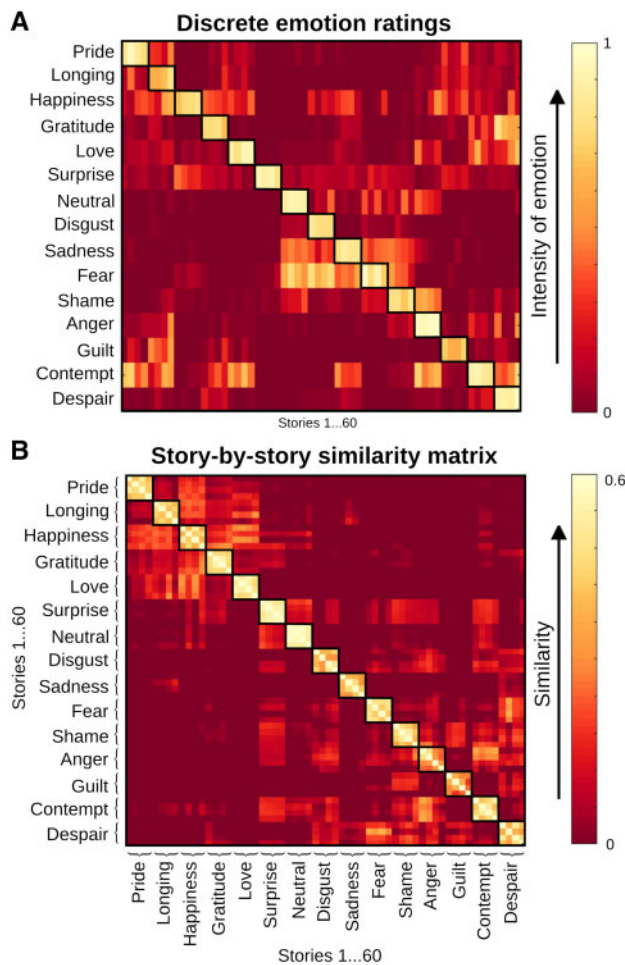 A
Discrete emotion ratings
Pride
Longing
Happiness
Gratitude
Love
Surprise
Neutral
Disgust
Sadness
Fear
Shame
Anger
Guilt
Contempt
Despair
Stories 1...60
1
Intensity of emotion
0
B
Story-by-story similarity matrix
Stories 1...60
Pride
Longing
Happiness
Gratitude
Love
Surprise
Neutral
Disgust
Sadness
Fear
Shame
Anger
Guilt
Contempt
Despair
Pride
Longing
Happiness
Gratitude
Love
Surprise
Neutral
Disgust
Sadness
Fear
Shame
Anger
Guilt
Contempt
Despair
Stories 1...60
0.6
Similarity
0